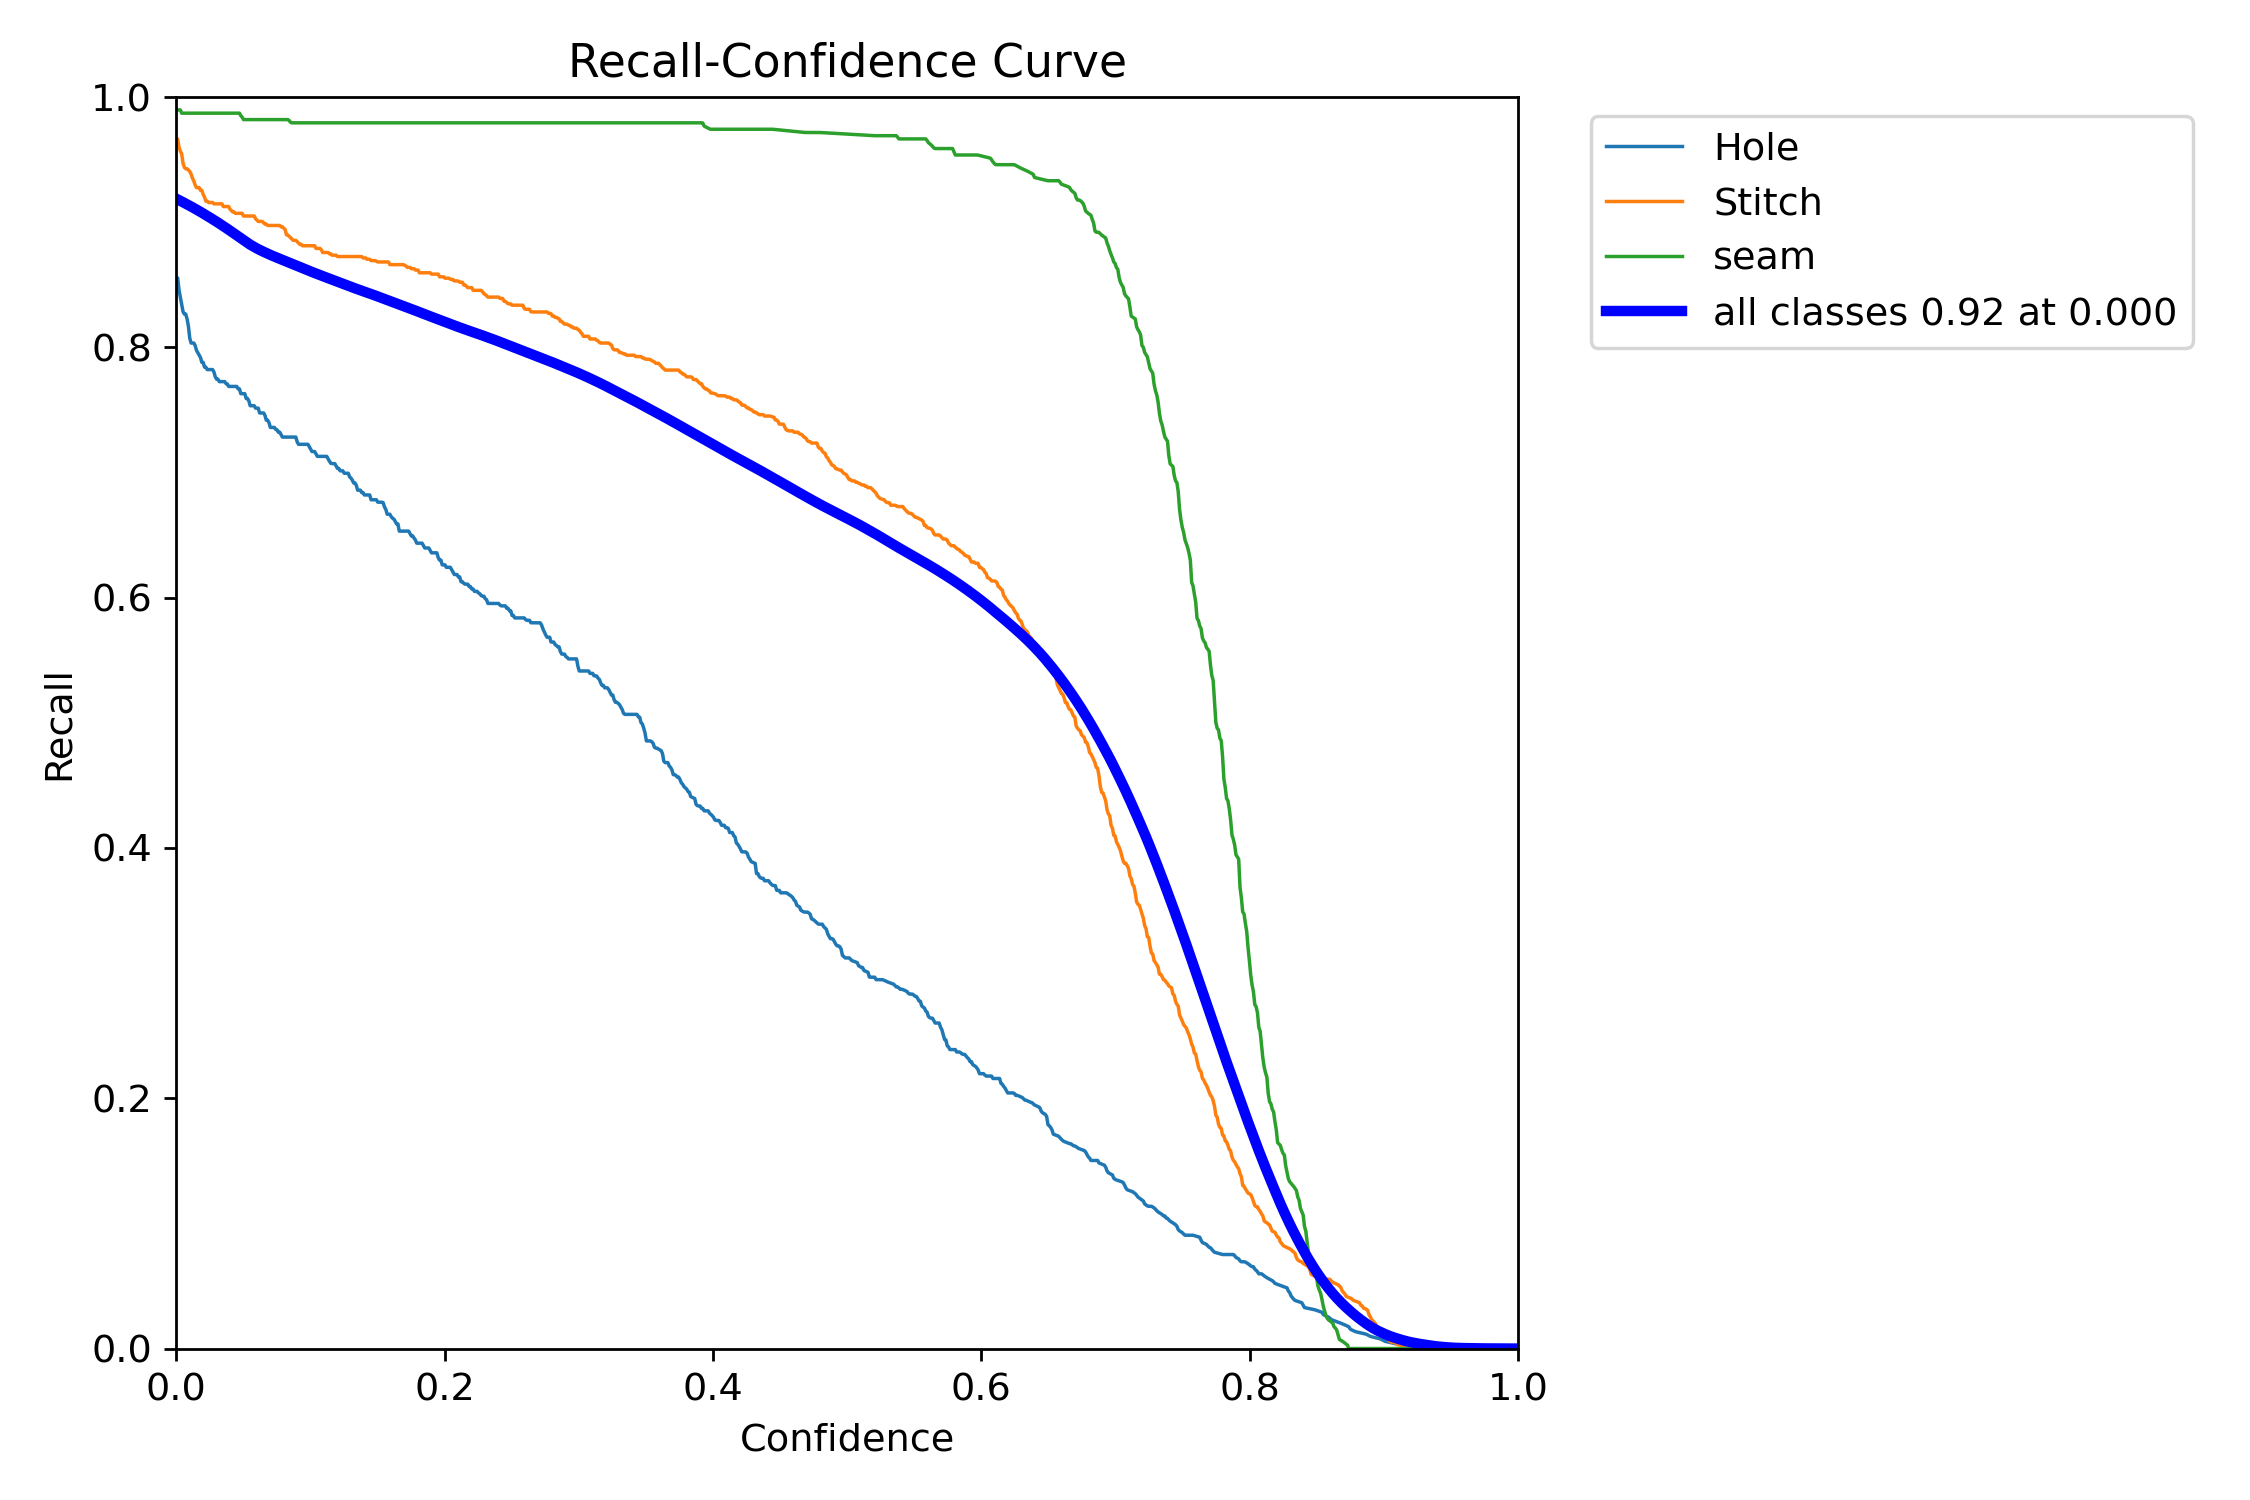 Recall-Confidence Curve
1.0
0.8
0.6
0.4
0.2
0.0
Recall
0.0 0.2 0.4 0.6 0.8 1.0
Confidence
Hole
Stitch
seam
all classes 0.92 at 0.000